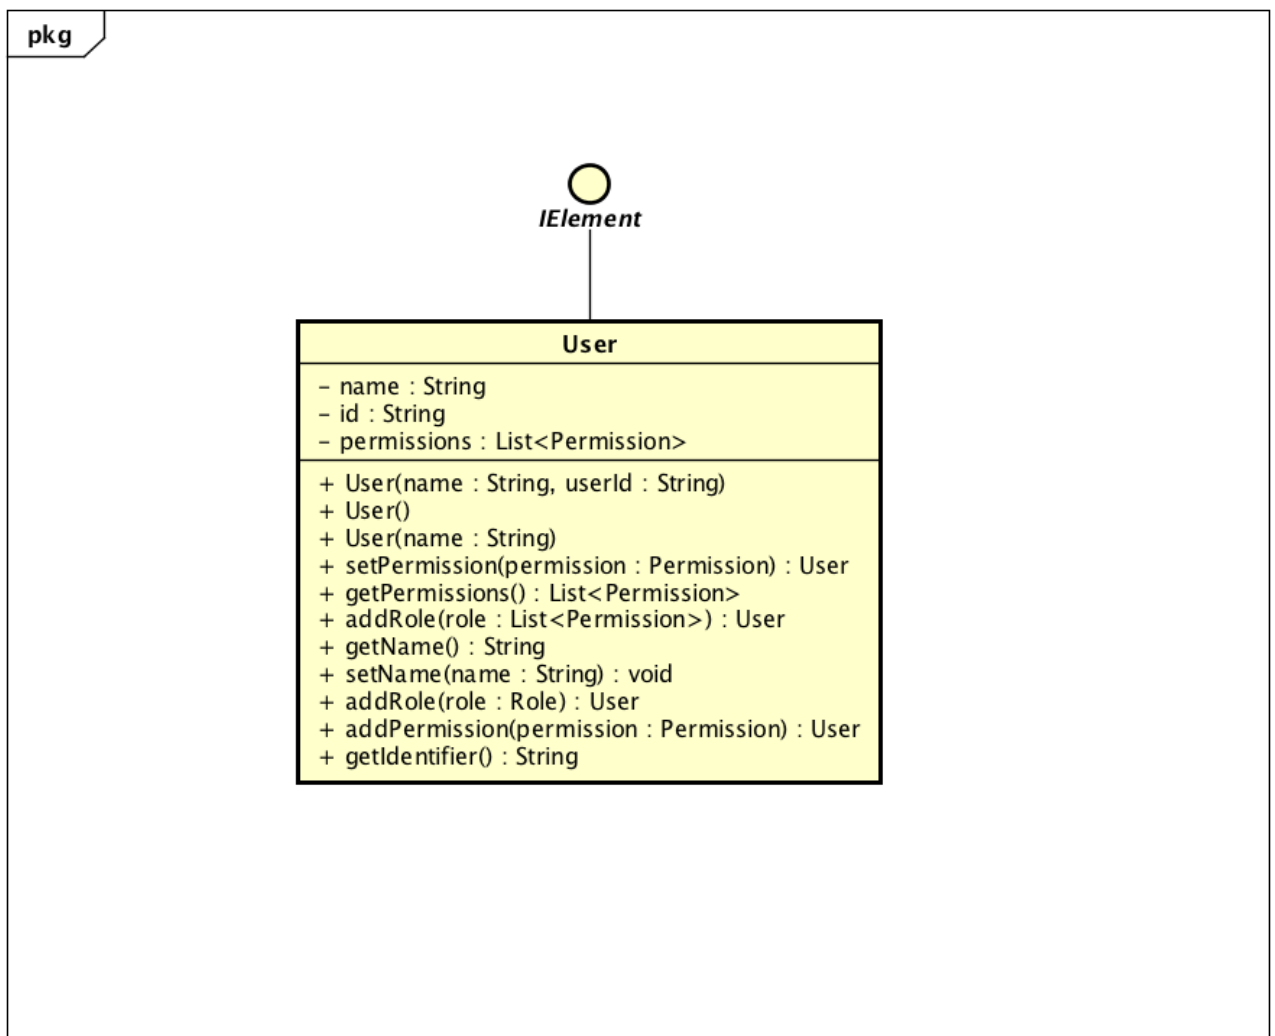 pkg
IElement
User
– name : String
– id : String
– permissions : List<Permission>
+ User(name : String, userId : String)
+ User()
+ User(name : String)
+ setPermission(permission : Permission) : User
+ getPermissions() : List<Permission>
+ addRole(role : List<Permission>) : User
+ getName() : String
+ setName(name : String) : void
+ addRole(role : Role) : User
+ addPermission(permission : Permission) : User
+ getIdentifier() : String